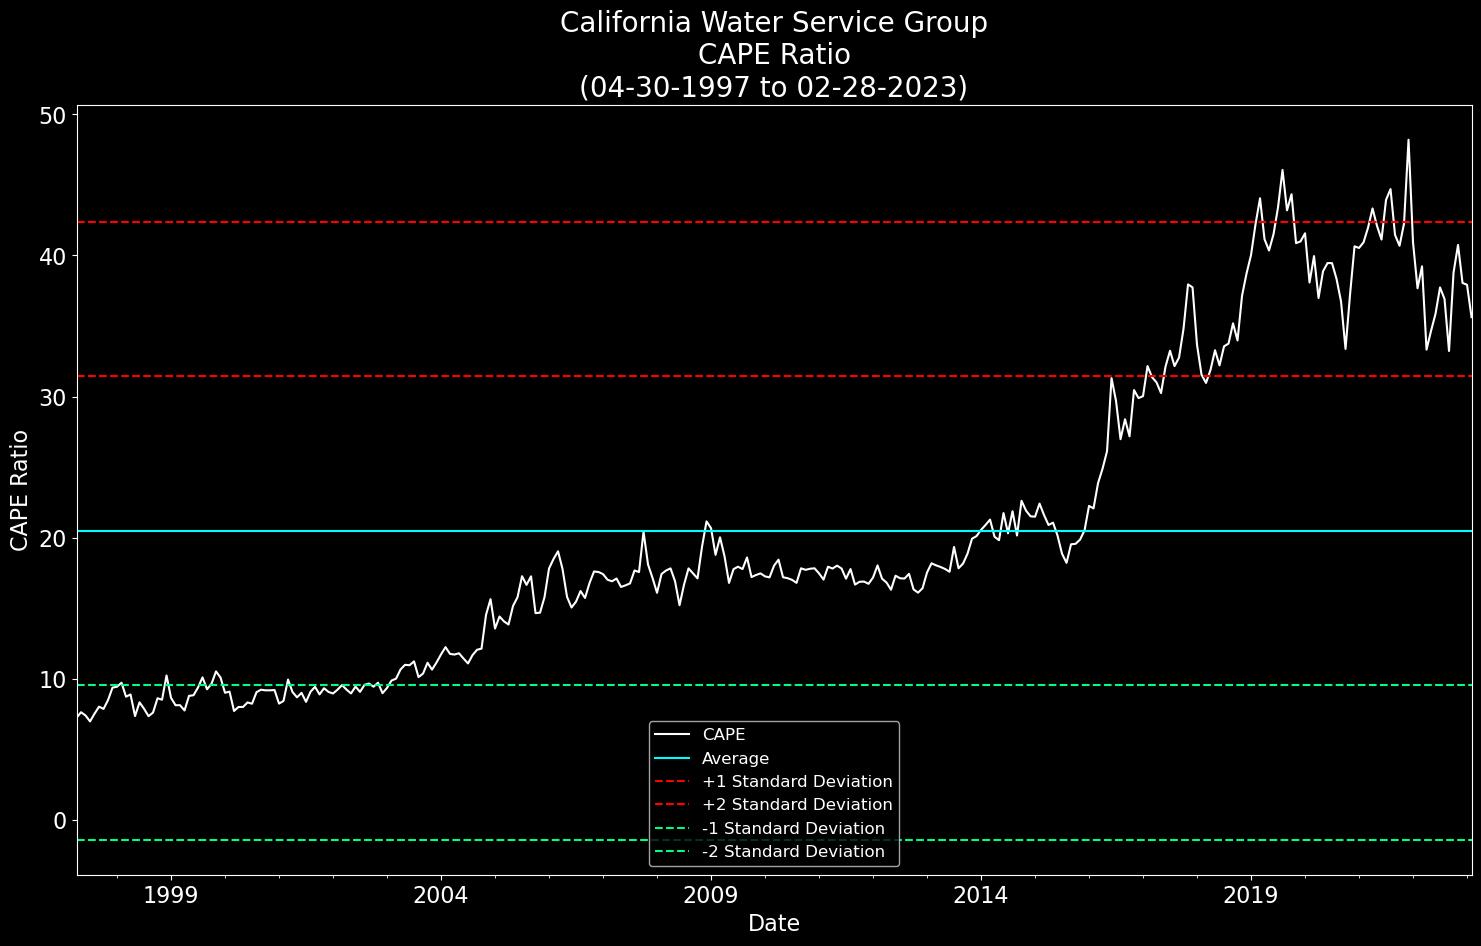 California Water Service Group
CAPE Ratio
(04-30-1997 to 02-28-2023)
50
40
30
20
10
0
CAPE Ratio
CAPE
Average
+1 Standard Deviation
+2 Standard Deviation
-1 Standard Deviation
-2 Standard Deviation
1999
2004
2009
2014
2019
Date